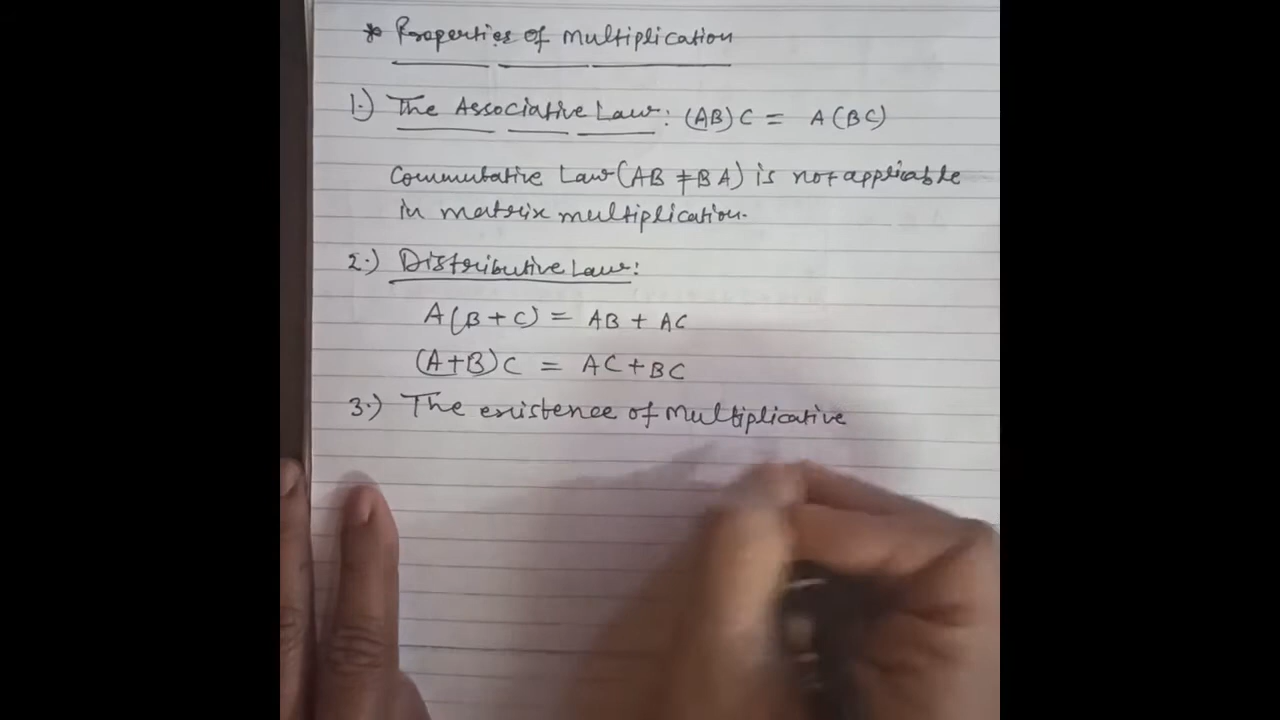 * Properties of Multiplication
1.) The Associative Law: (AB)C = A(BC)
Commutative Law (AB ≠ BA) is not applicable
in matrix multiplication.
2.) Distributive Law:
A(B+C) = AB + AC
(A+B)C = AC+BC
3.) The existence of Multiplicative